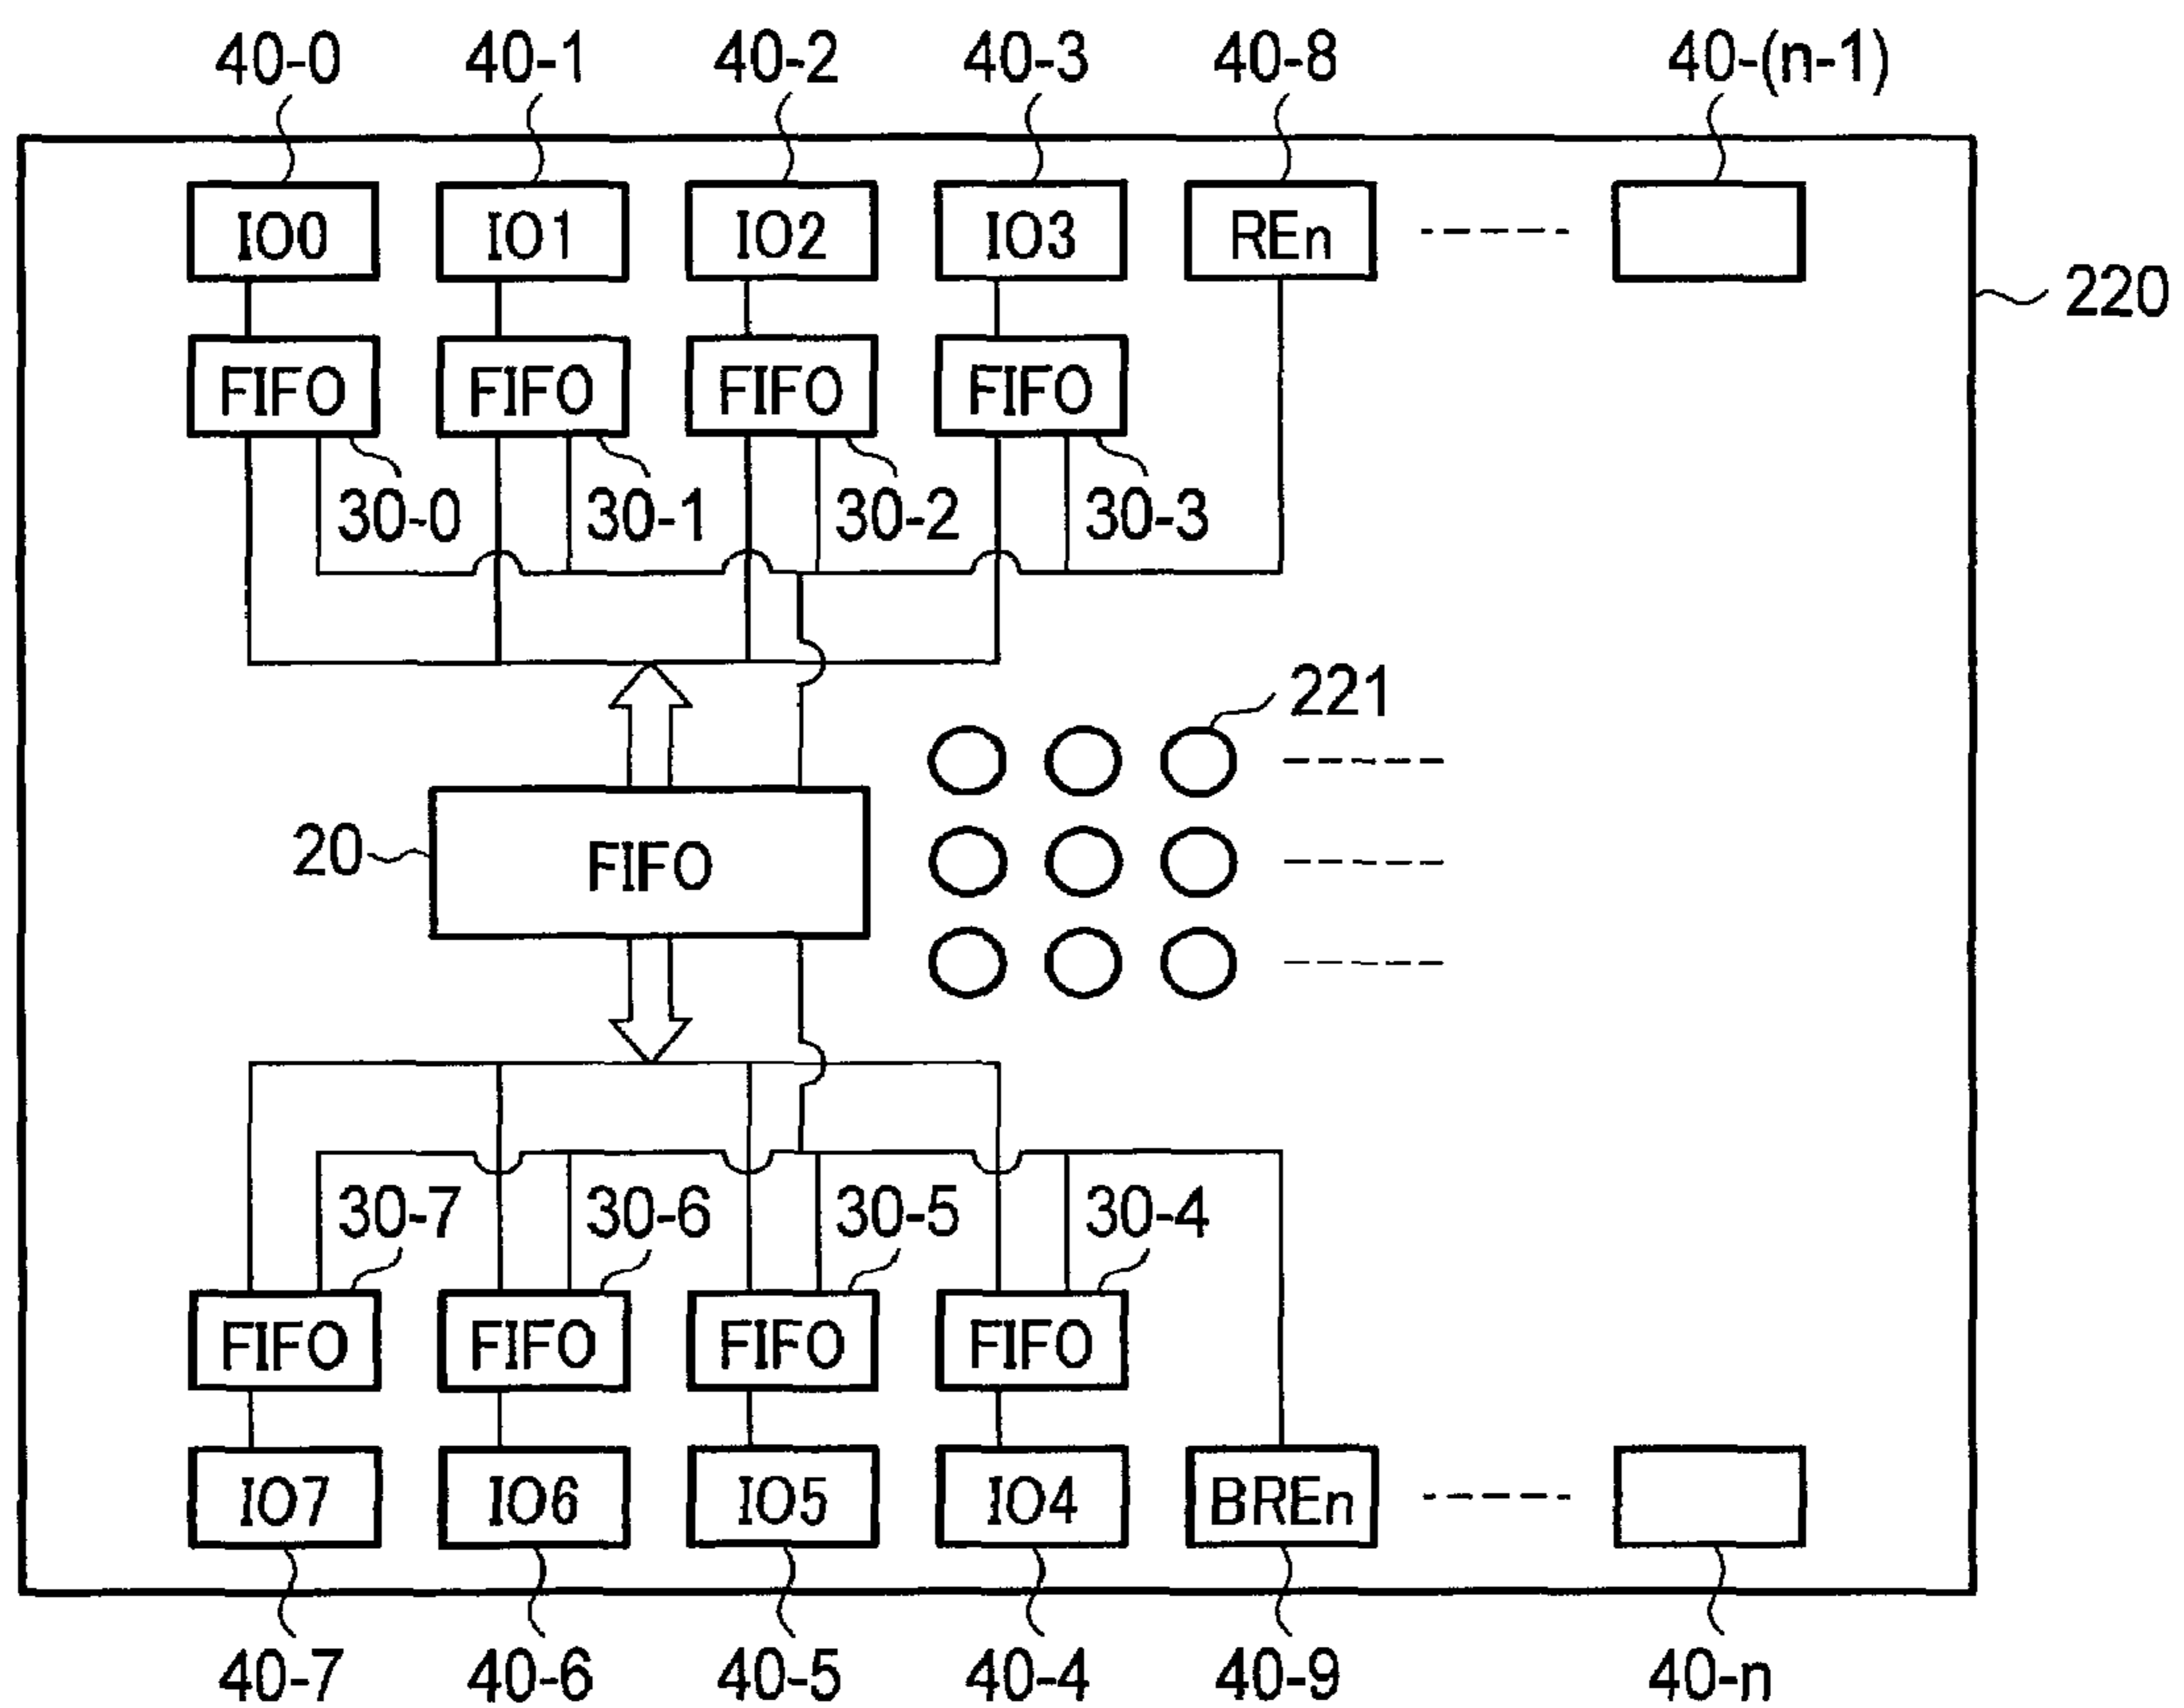 40-0 40-1 40-2 40-3 40-8 40-(n-1)
IO0 IO1 IO2 IO3 REn
220
FIFO FIFO FIFO FIFO
30-0 30-1 30-2 30-3
221
20 FIFO
30-7 30-6 30-5 30-4
FIFO FIFO FIFO FIFO
IO7 IO6 IO5 IO4 BREn
40-7 40-6 40-5 40-4 40-9 40-n